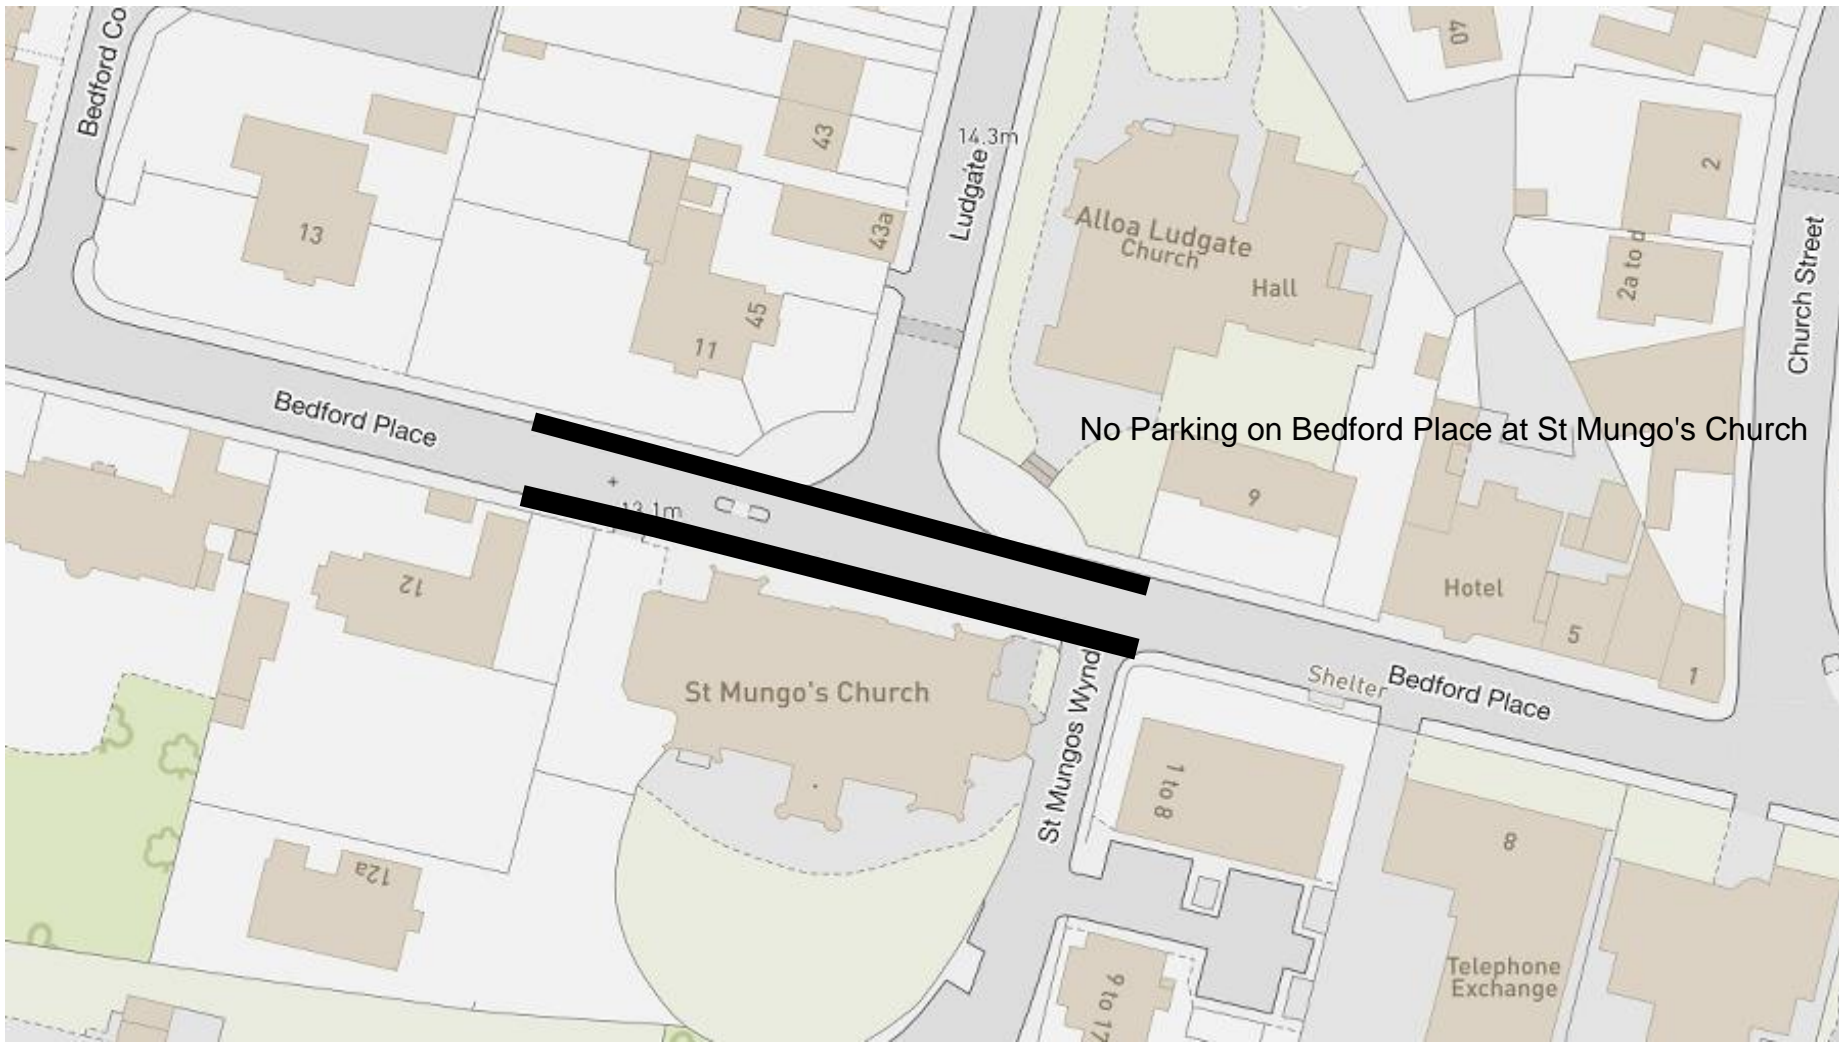 Bedford Co
40
43
14.3m
Ludgate
2
13
43a
Alloa Ludgate
Church
Hall
2a to d
Church Street
45
11
Bedford Place
No Parking on Bedford Place at St Mungo's Church
9
13.1m
12
Hotel
5
1
Shelter
Bedford Place
St Mungo's Church
St Mungos Wynd
1 to 8
8
12a
Telephone
Exchange
9 to 17